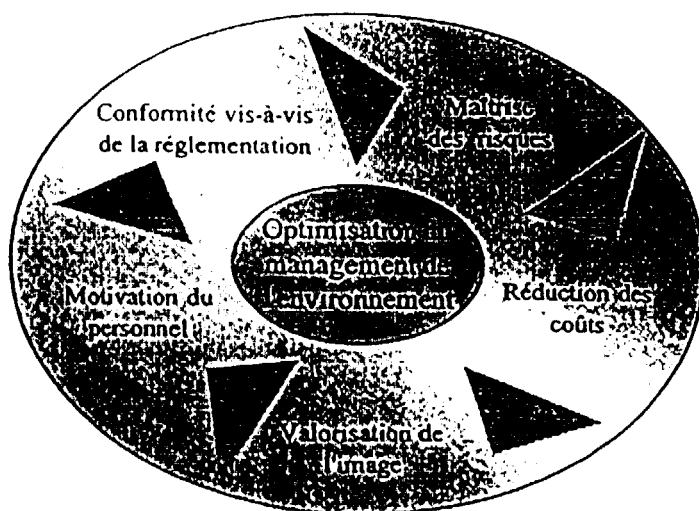 Conformité vis-à-vis
de la réglementation
Maîtrise
des risques
Optimisation du
management de
l'environnement
Motivation du
personnel
Réduction des
coûts
Valorisation de
l'image